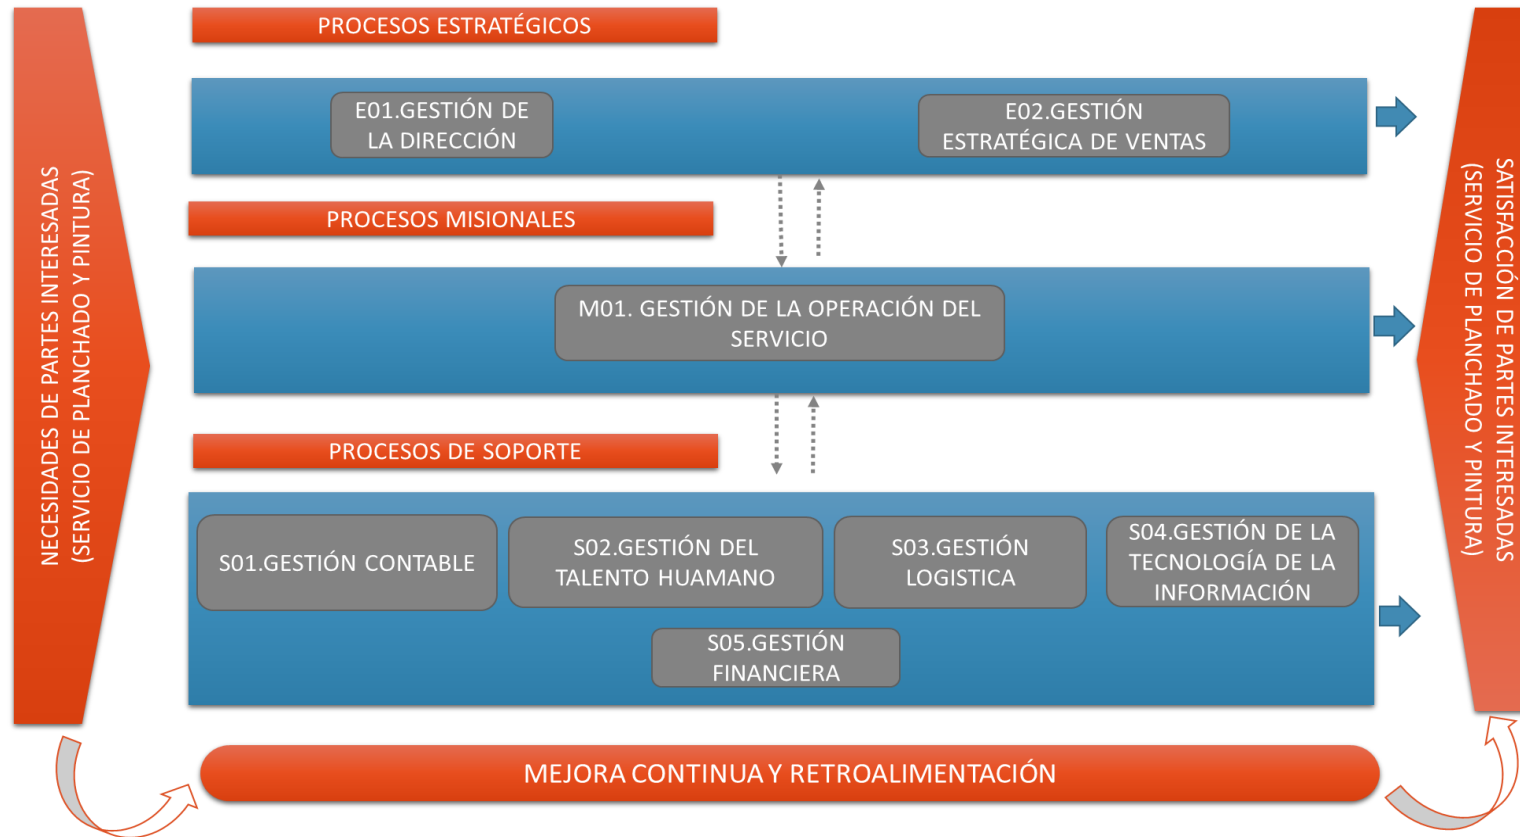 PROCESOS ESTRATÉGICOS
E01.GESTIÓN DE
LA DIRECCIÓN
E02.GESTIÓN
ESTRATÉGICA DE VENTAS
PROCESOS MISIONALES
M01. GESTIÓN DE LA OPERACIÓN DEL
SERVICIO
PROCESOS DE SOPORTE
S01.GESTIÓN CONTABLE
S02.GESTIÓN DEL
TALENTO HUAMANO
S03.GESTIÓN
LOGISTICA
S04.GESTIÓN DE LA
TECNOLOGÍA DE LA
INFORMACIÓN
S05.GESTIÓN
FINANCIERA
NECESIDADES DE PARTES INTERESADAS
(SERVICIO DE PLANCHADO Y PINTURA)
SATISFACCIÓN DE PARTES INTERESADAS
(SERVICIO DE PLANCHADO Y PINTURA)
MEJORA CONTINUA Y RETROALIMENTACIÓN